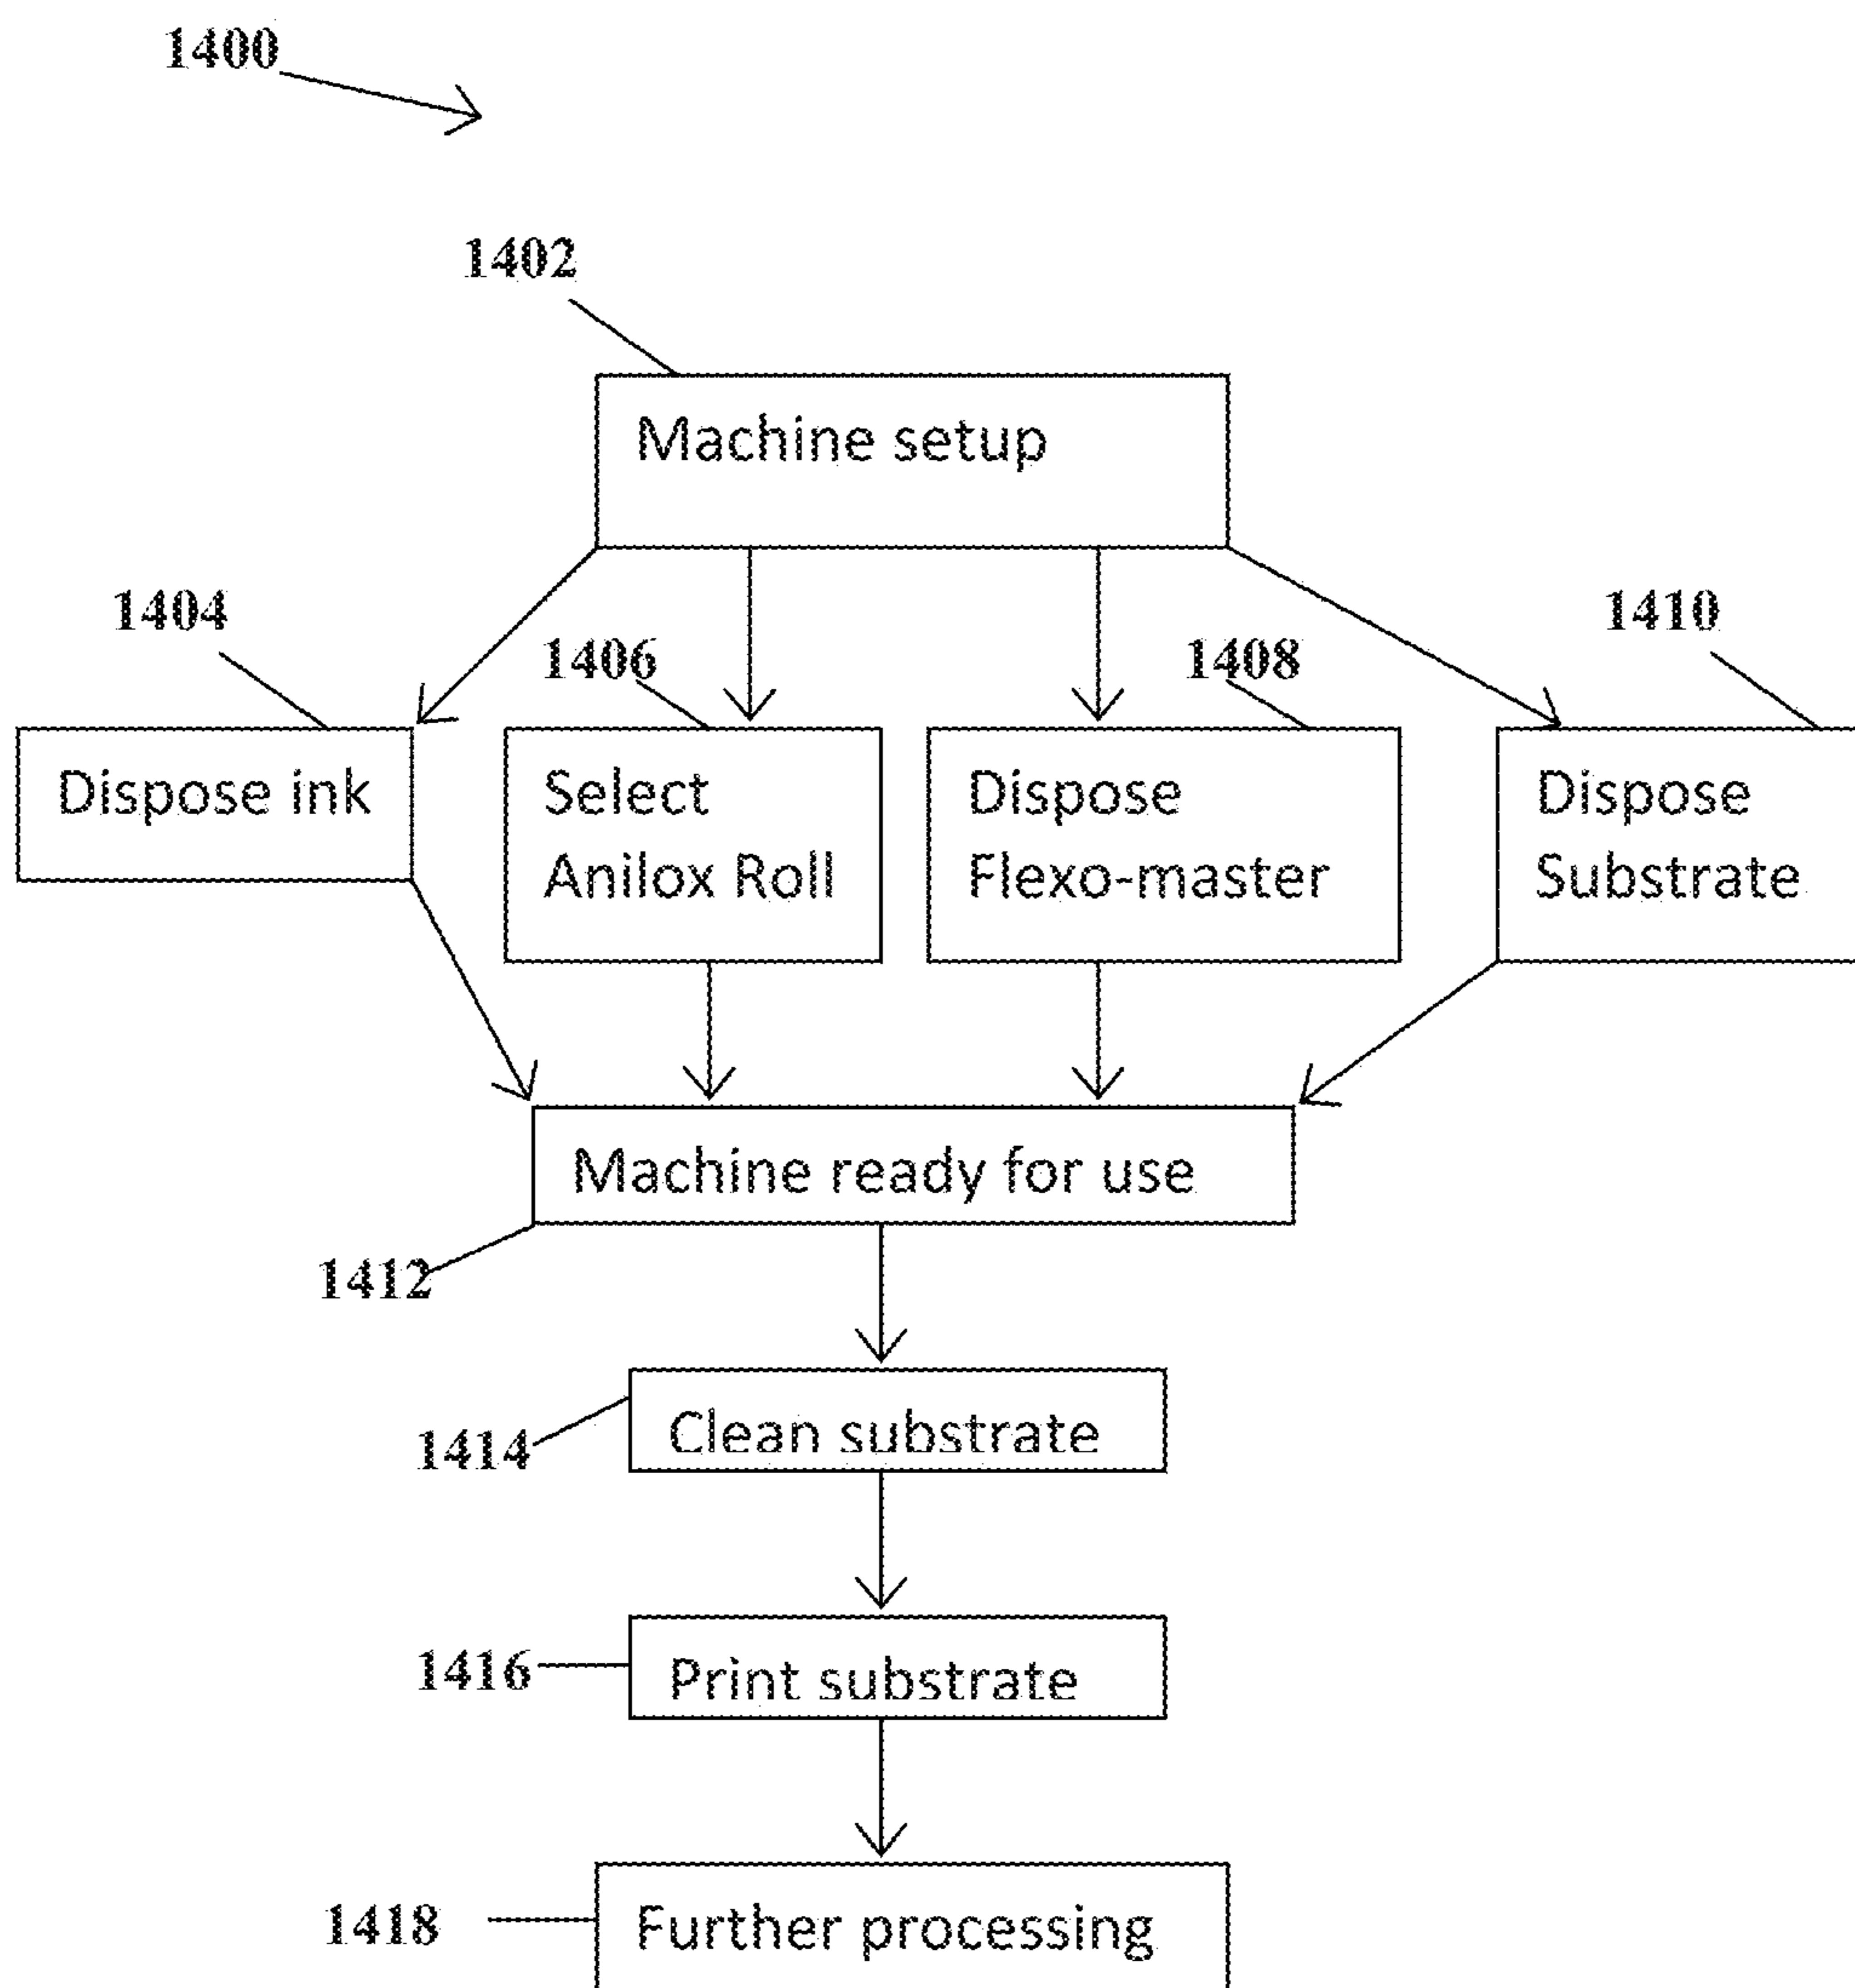 1400
1402
Machine setup
1404
1406
1408
1410
Dispose ink
Select
Anilox Roll
Dispose
Flexo-master
Dispose
Substrate
Machine ready for use
1412
Clean substrate
1414
1416
Print substrate
1418
Further processing